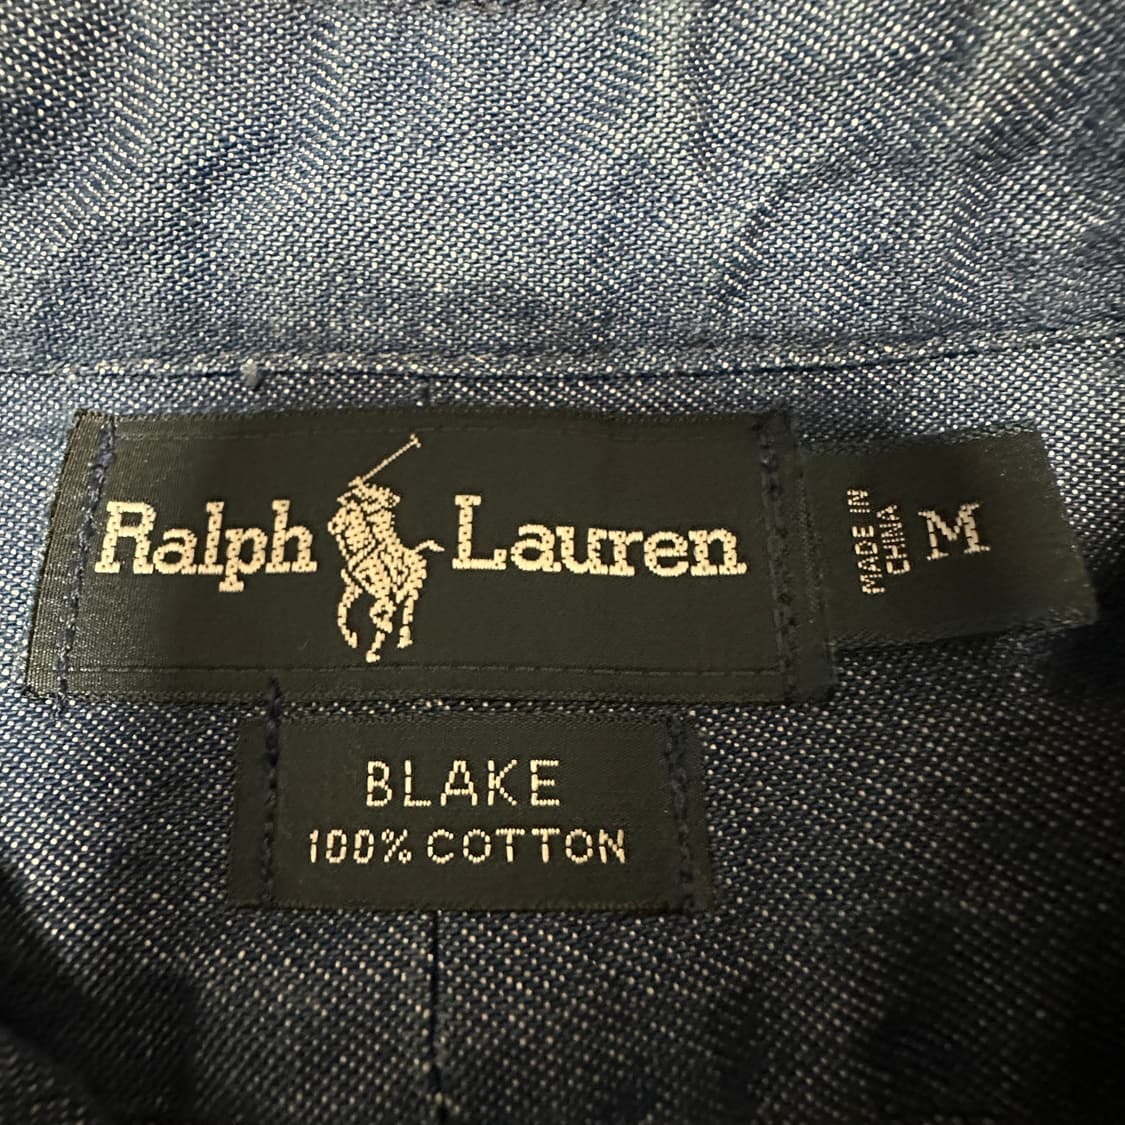 Ralph Lauren
MADE IN
CHINA
M
BLAKE
100% COTTON